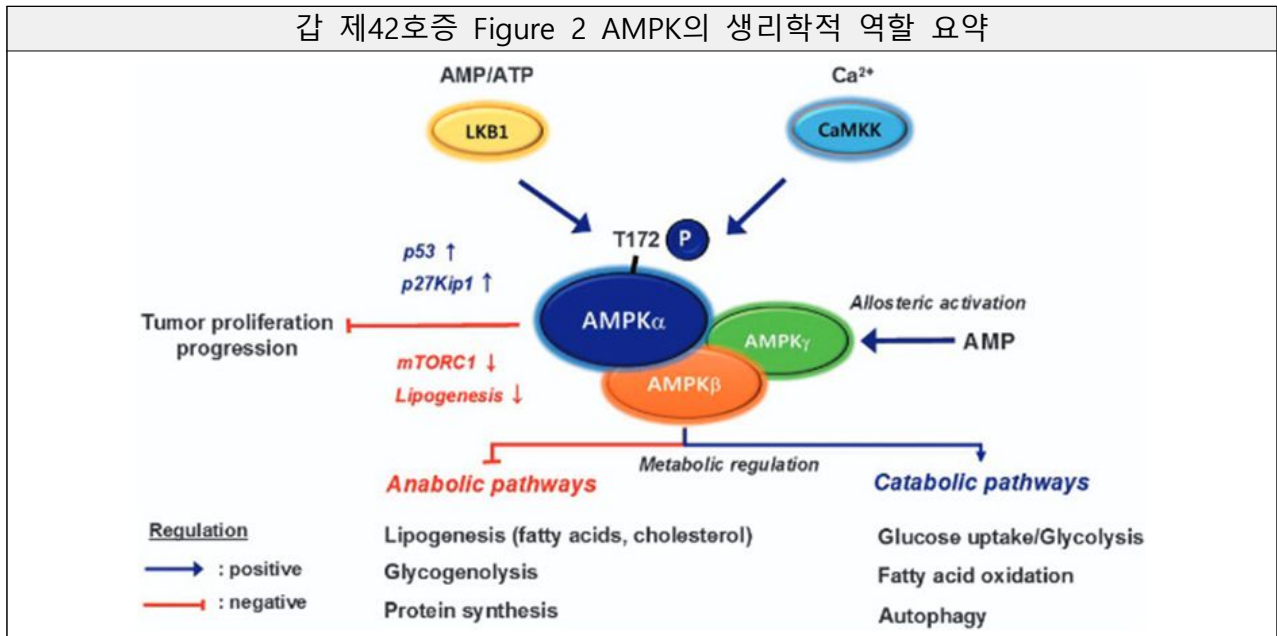 갑 제42호증 Figure 2 AMPK의 생리학적 역할 요약
AMP/ATP
Ca²⁺
LKB1
CaMKK
T172
P
p53 ↑
p27Kip1 ↑
AMPKα
Allosteric activation
Tumor proliferation
progression
AMPKγ
AMP
mTORC1 ↓
AMPKβ
Lipogenesis ↓
Metabolic regulation
Anabolic pathways
Catabolic pathways
Regulation
: positive
: negative
Lipogenesis (fatty acids, cholesterol)
Glycogenolysis
Protein synthesis
Glucose uptake/Glycolysis
Fatty acid oxidation
Autophagy